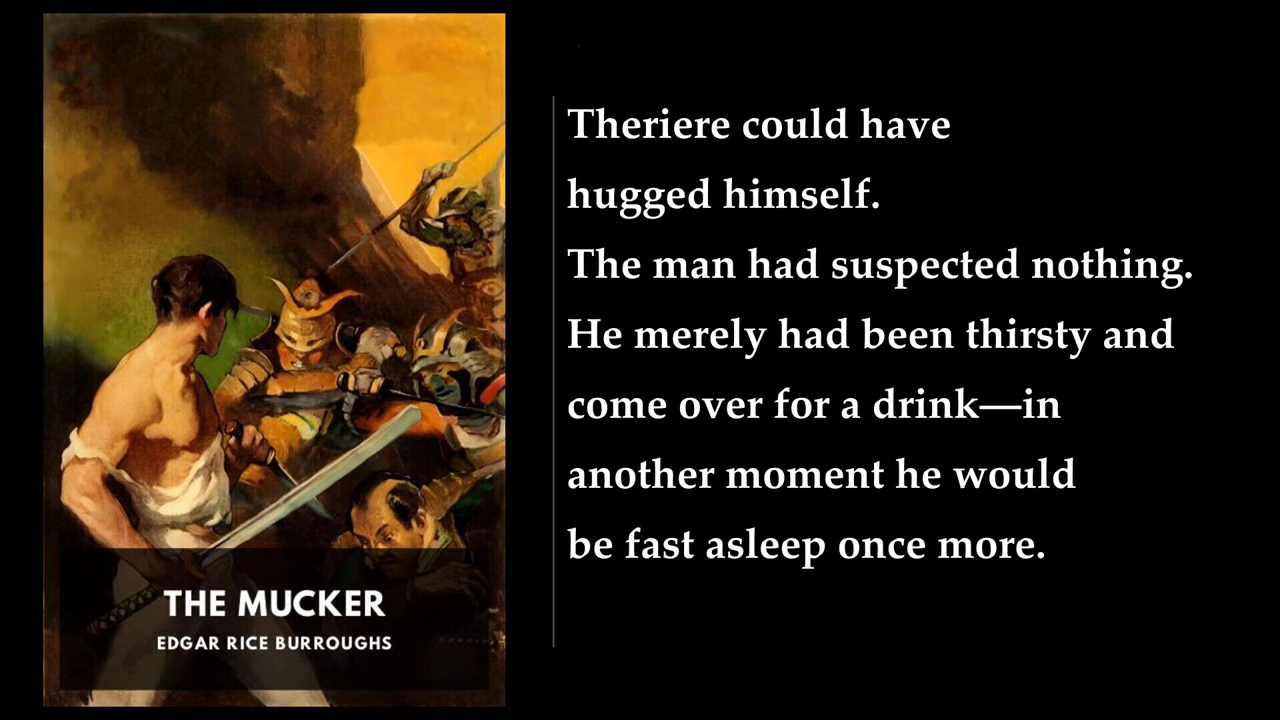 Theriere could have
hugged himself.
The man had suspected nothing.
He merely had been thirsty and
come over for a drink—in
another moment he would
be fast asleep once more.
THE MUCKER
EDGAR RICE BURROUGHS